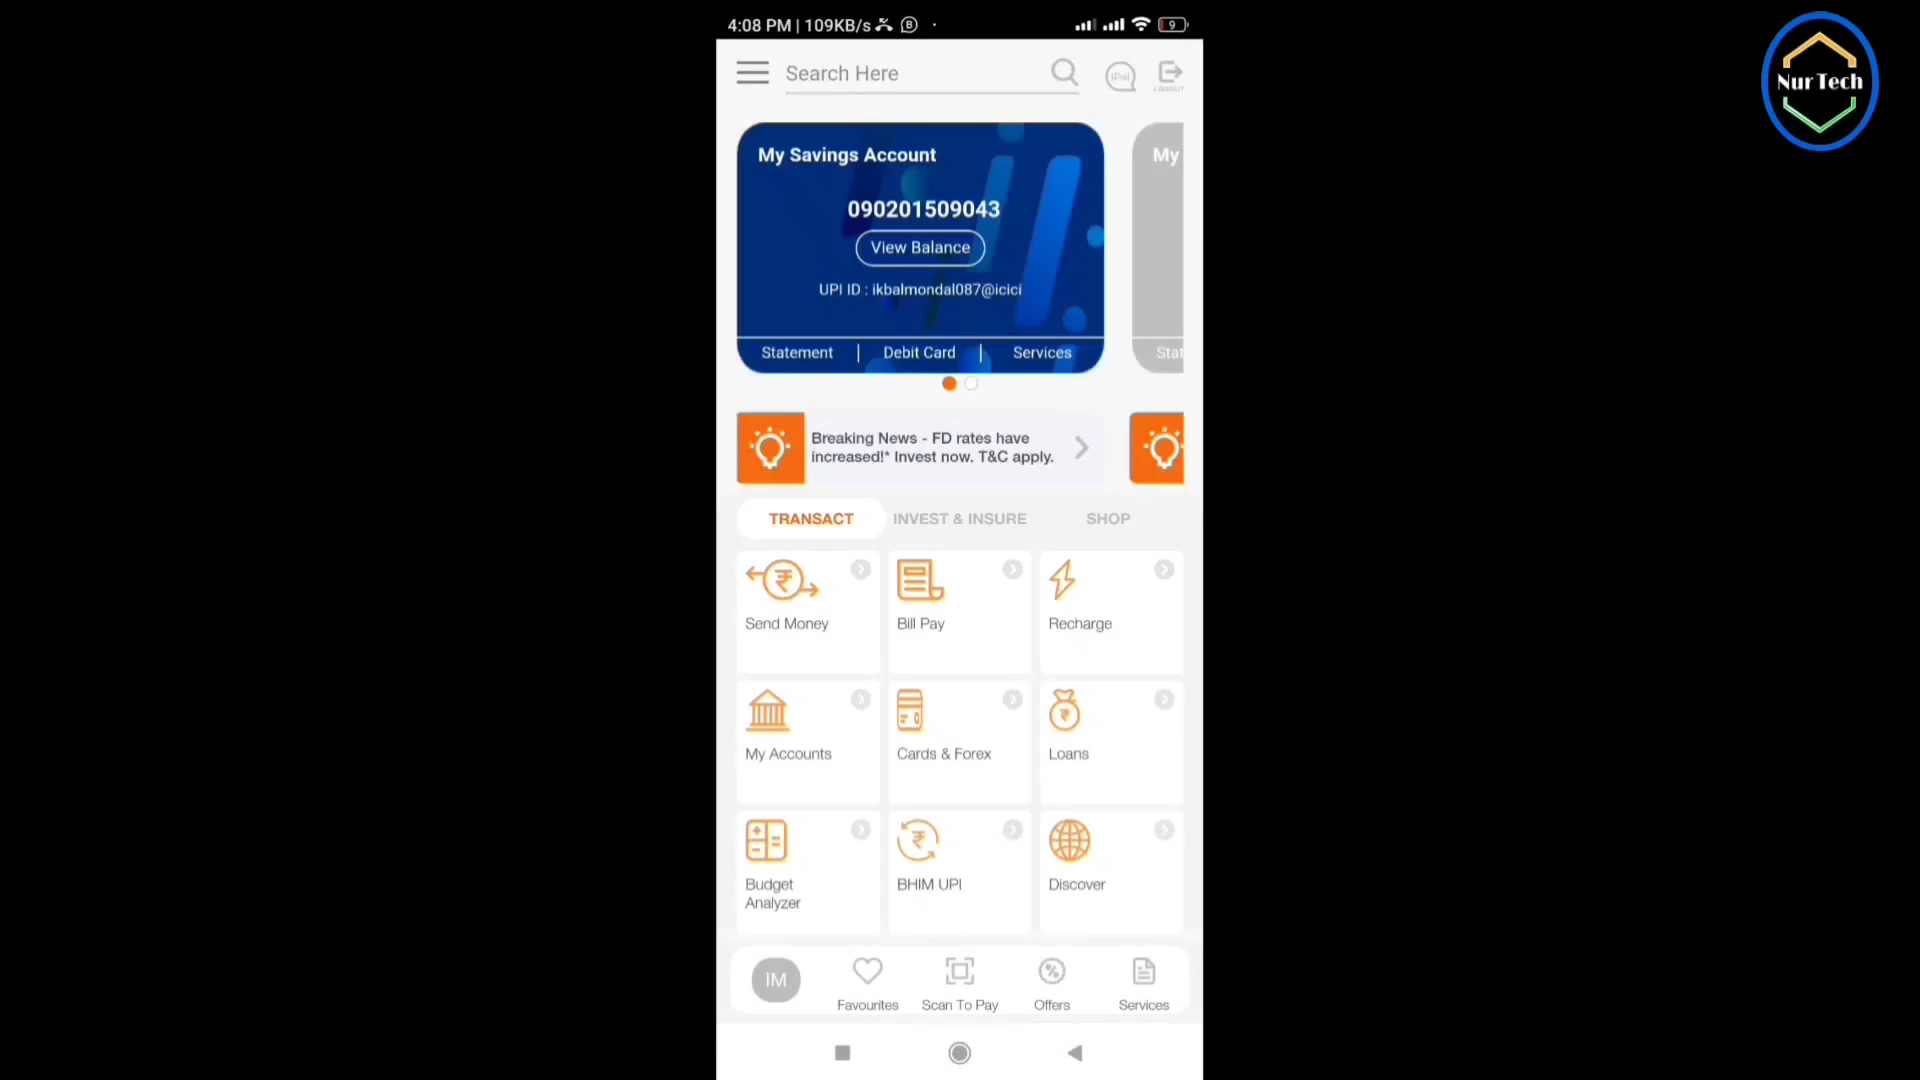 4:08 PM | 109KB/s
9
Search Here
iPal
LOGOUT
Nur Tech
My Savings Account
My
090201509043
View Balance
UPI ID : ikbalmondal087@icici
Statement | Debit Card | Services
Stat
Breaking News - FD rates have
increased!* Invest now. T&C apply.
TRANSACT
INVEST & INSURE
SHOP
Send Money
Bill Pay
Recharge
My Accounts
Cards & Forex
Loans
Budget
Analyzer
BHIM UPI
Discover
IM
Favourites
Scan To Pay
Offers
Services